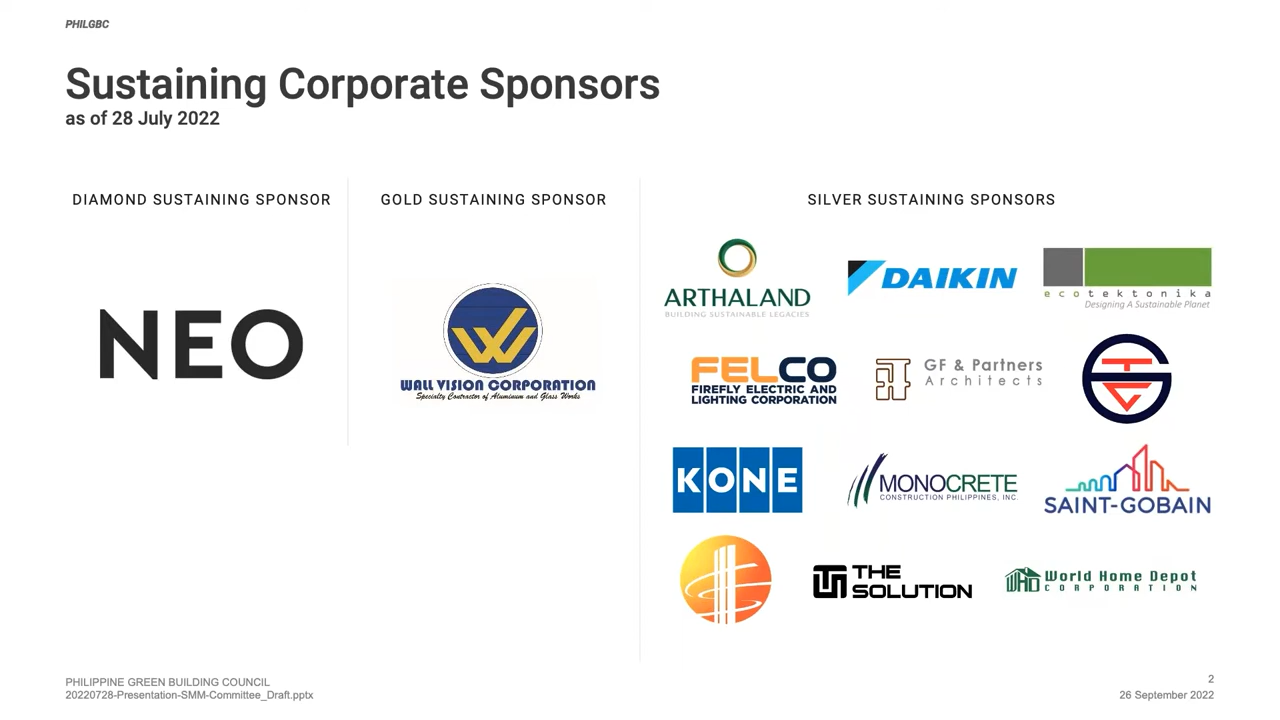 PHILGBC
Sustaining Corporate Sponsors
as of 28 July 2022
DIAMOND SUSTAINING SPONSOR
NEO
GOLD SUSTAINING SPONSOR
W
WALL VISION CORPORATION
Specialty Contractor of Aluminum and Glass Works
SILVER SUSTAINING SPONSORS
ARTHALAND
BUILDING SUSTAINABLE LEGACIES
DAIKIN
ecotektonika
Designing A Sustainable Planet
FELCO
FIREFLY ELECTRIC AND
LIGHTING CORPORATION
GF & Partners
Architects
KONE
MONOCRETE
CONSTRUCTION PHILIPPINES, INC.
SAINT-GOBAIN
THE
SOLUTION
WHD
World Home Depot
CORPORATION
PHILIPPINE GREEN BUILDING COUNCIL
20220728-Presentation-SMM-Committee_Draft.pptx
2
26 September 2022